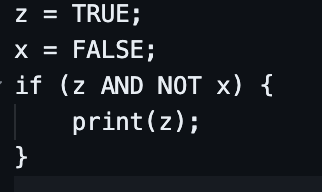 z = TRUE;
x = FALSE;
if (z AND NOT x) {
    print(z);
}